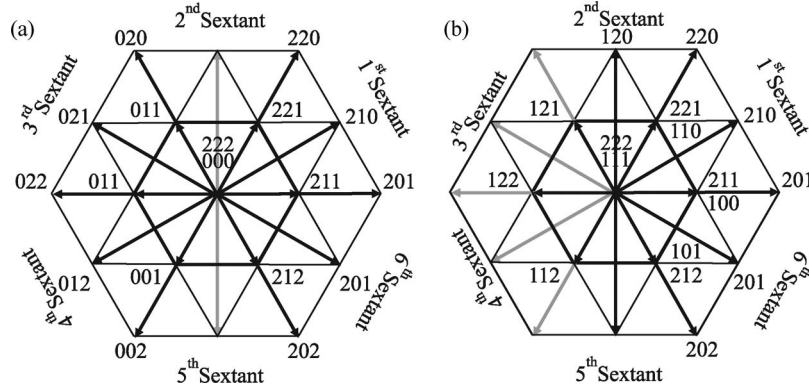 (a)
2nd Sextant
020
220
1st Sextant
3rd Sextant
021
011
221
210
222
000
022
011
211
201
012
001
212
201
4th Sextant
6th Sextant
002
202
5th Sextant
(b)
2nd Sextant
120
220
1st Sextant
3rd Sextant
121
221
110
210
222
111
122
211
100
201
112
101
212
201
4th Sextant
6th Sextant
202
5th Sextant